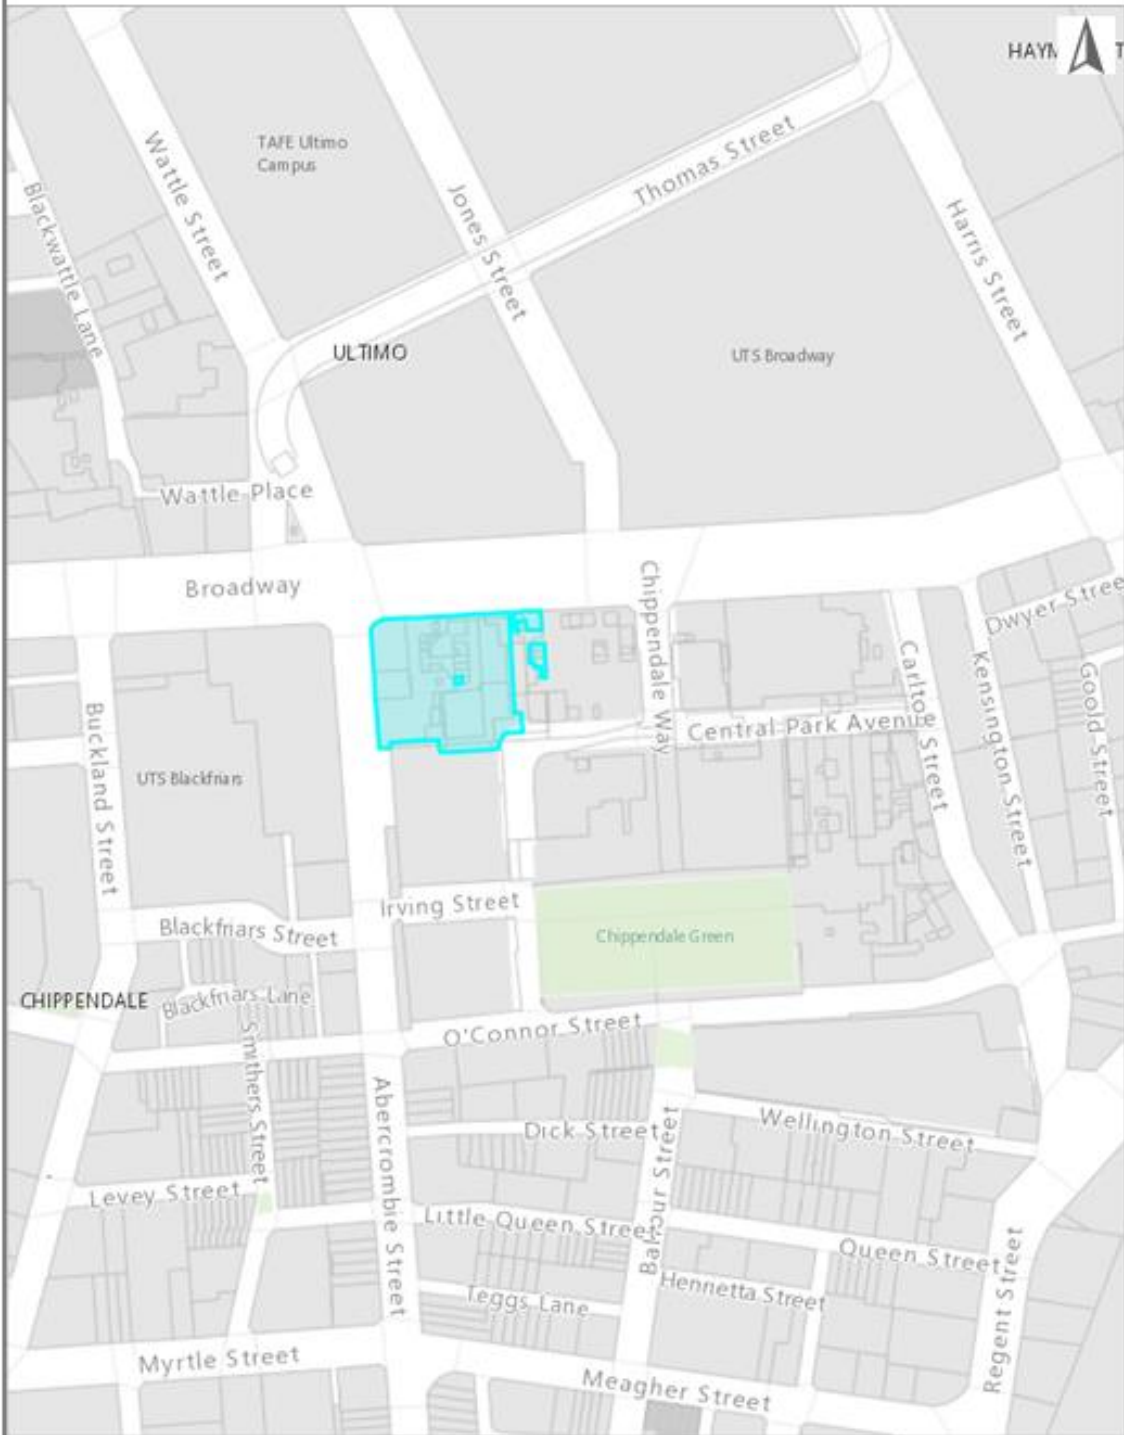 HAYM
T
TAFE Ultimo
Campus
Wattle Street
Thomas Street
Blackwattle Lane
Jones Street
Harris Street
ULTIMO
UTS Broadway
Wattle Place
Broadway
Chippendale Way
Dwyer Stree
Carlton Street
Kensington Street
Goold Street
Buckland Street
Central Park Avenue
UTS Blackfriars
Irving Street
Blackfriars Street
Chippendale Green
CHIPPENDALE
Blackfriars Lane
Smithers Street
O'Connor Street
Abercrombie Street
Dick Street
Wellington Street
Balfour Street
Levey Street
Little Queen Street
Queen Street
Henrietta Street
Teggs Lane
Regent Street
Myrtle Street
Meagher Street